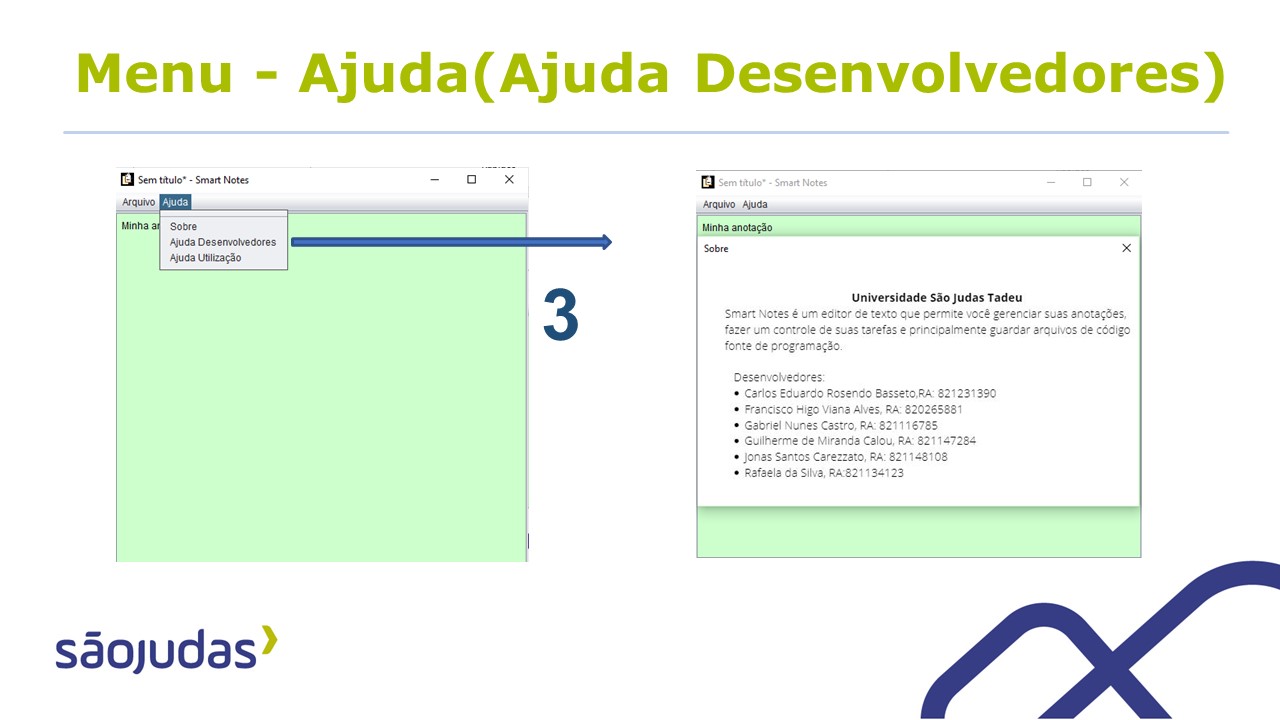 Menu - Ajuda(Ajuda Desenvolvedores)
Sem título* - Smart Notes
Arquivo Ajuda
Minha ar
Sobre
Ajuda Desenvolvedores
Ajuda Utilização
3
Sem título* - Smart Notes
Arquivo Ajuda
Minha anotação
Sobre
Universidade São Judas Tadeu
Smart Notes é um editor de texto que permite você gerenciar suas anotações,
fazer um controle de suas tarefas e principalmente guardar arquivos de código
fonte de programação.
Desenvolvedores:
• Carlos Eduardo Rosendo Basseto,RA: 821231390
• Francisco Higo Viana Alves, RA: 820265881
• Gabriel Nunes Castro, RA: 821116785
• Guilherme de Miranda Calou, RA: 821147284
• Jonas Santos Carezzato, RA: 821148108
• Rafaela da Silva, RA:821134123
sãojudas